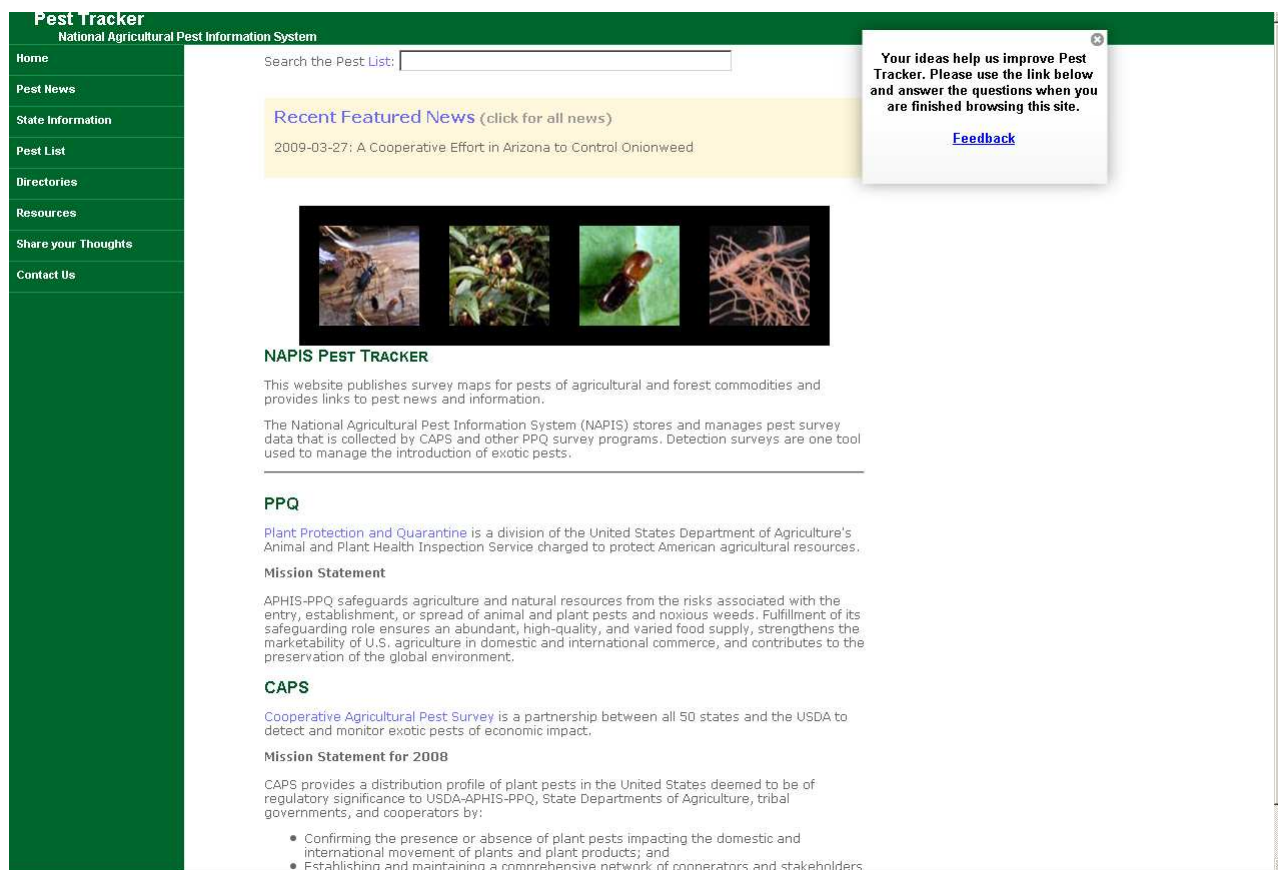 Pest Tracker
National Agricultural Pest Information System
Home
Pest News
State Information
Pest List
Directories
Resources
Share your Thoughts
Contact Us
Search the Pest List:
Recent Featured News (click for all news)
2009-03-27: A Cooperative Effort in Arizona to Control Onionweed
Your ideas help us improve Pest
Tracker. Please use the link below
and answer the questions when you
are finished browsing this site.
Feedback
NAPIS PEST TRACKER
This website publishes survey maps for pests of agricultural and forest commodities and
provides links to pest news and information.
The National Agricultural Pest Information System (NAPIS) stores and manages pest survey
data that is collected by CAPS and other PPQ survey programs. Detection surveys are one tool
used to manage the introduction of exotic pests.
PPQ
Plant Protection and Quarantine is a division of the United States Department of Agriculture's
Animal and Plant Health Inspection Service charged to protect American agricultural resources.
Mission Statement
APHIS-PPQ safeguards agriculture and natural resources from the risks associated with the
entry, establishment, or spread of animal and plant pests and noxious weeds. Fulfillment of its
safeguarding role ensures an abundant, high-quality, and varied food supply, strengthens the
marketability of U.S. agriculture in domestic and international commerce, and contributes to the
preservation of the global environment.
CAPS
Cooperative Agricultural Pest Survey is a partnership between all 50 states and the USDA to
detect and monitor exotic pests of economic impact.
Mission Statement for 2008
CAPS provides a distribution profile of plant pests in the United States deemed to be of
regulatory significance to USDA-APHIS-PPQ, State Departments of Agriculture, tribal
governments, and cooperators by:
• Confirming the presence or absence of plant pests impacting the domestic and
international movement of plants and plant products; and
• Establishing and maintaining a comprehensive network of cooperators and stakeholders